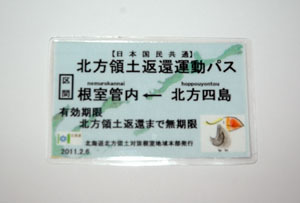 【日本国民共通】
北方領土返還運動パス
区間
nemurokannai hoppouyontou
根室管内 ← 北方四島
有効期限
北方領土返還まで無期限
北海道北方領土対策根室地域本部発行
2011.2.6